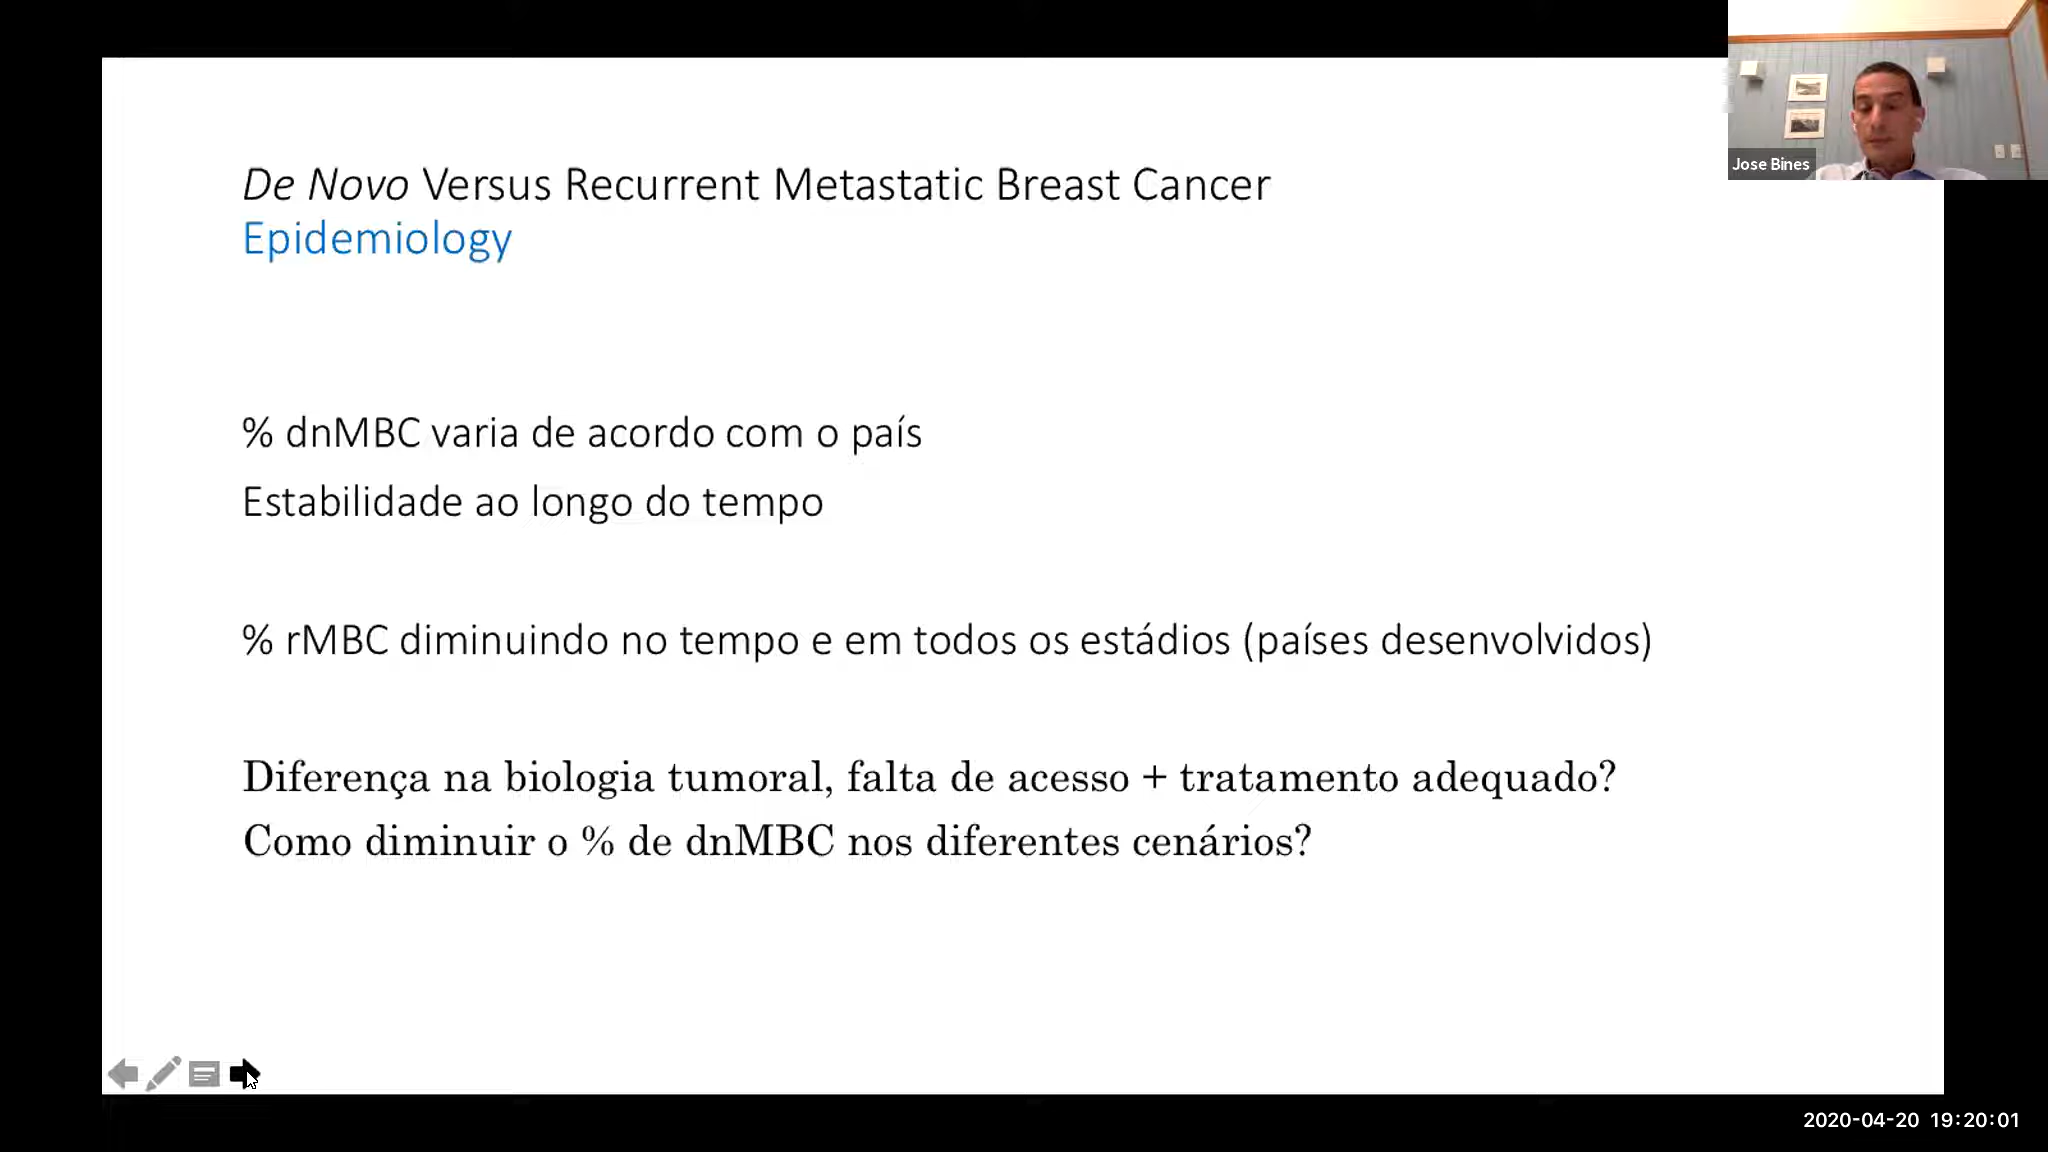 Jose Bines
De Novo Versus Recurrent Metastatic Breast Cancer
Epidemiology
% dnMBC varia de acordo com o país
Estabilidade ao longo do tempo
% rMBC diminuindo no tempo e em todos os estádios (países desenvolvidos)
Diferença na biologia tumoral, falta de acesso + tratamento adequado?
Como diminuir o % de dnMBC nos diferentes cenários?
2020-04-20 19:20:01